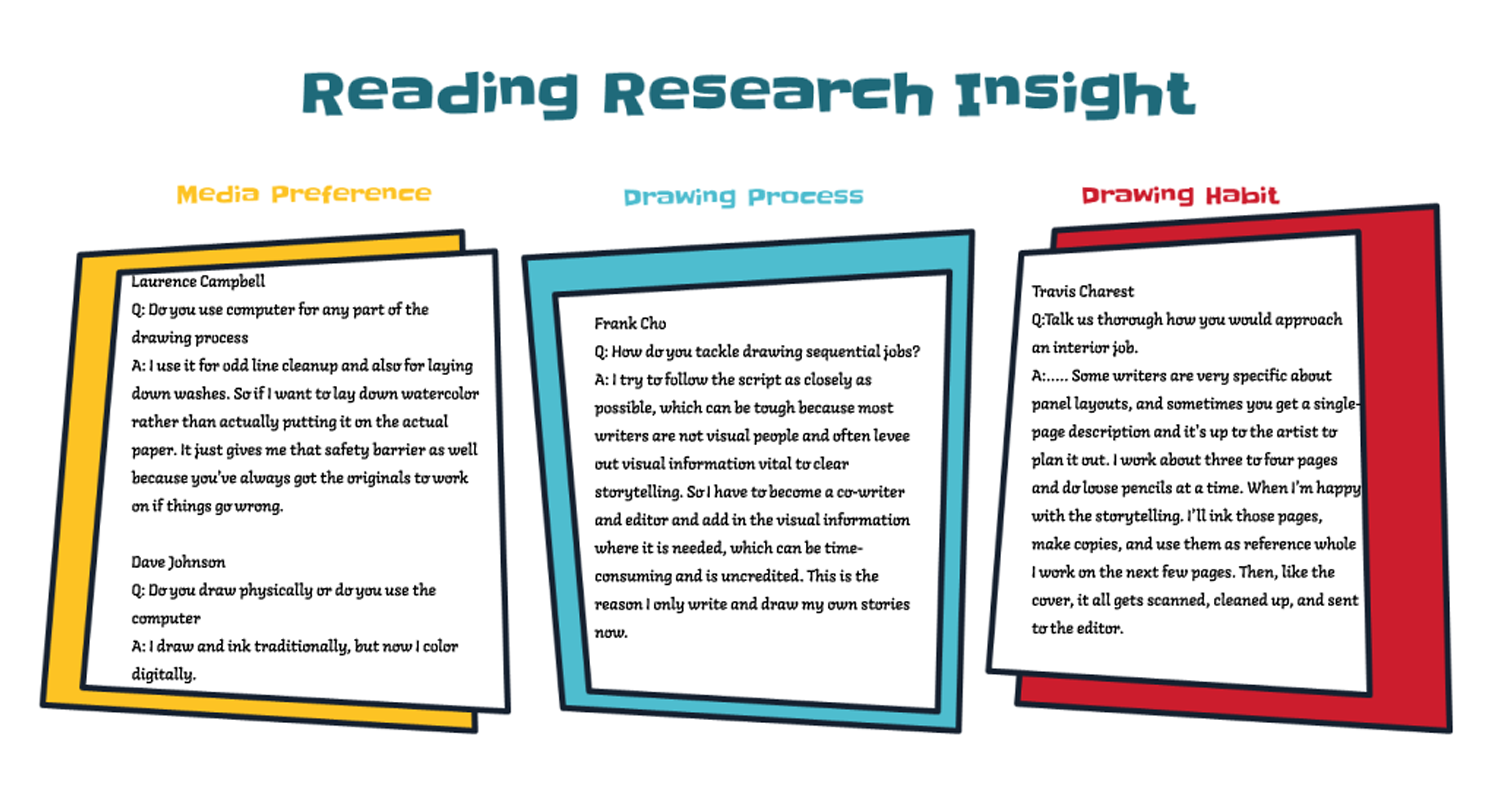 Reading Research Insight
Media Preference
Laurence Campbell
Q: Do you use computer for any part of the
drawing process
A: I use it for odd line cleanup and also for laying
down washes. So if I want to lay down watercolor
rather than actually putting it on the actual
paper. It just gives me that safety barrier as well
because you've always got the originals to work
on if things go wrong.
Dave Johnson
Q: Do you draw physically or do you use the
computer
A: I draw and ink traditionally, but now I color
digitally.
Drawing Process
Frank Cho
Q: How do you tackle drawing sequential jobs?
A: I try to follow the script as closely as
possible, which can be tough because most
writers are not visual people and often levee
out visual information vital to clear
storytelling. So I have to become a co-writer
and editor and add in the visual information
where it is needed, which can be time-
consuming and is uncredited. This is the
reason I only write and draw my own stories
now.
Drawing Habit
Travis Charest
Q:Talk us thorough how you would approach
an interior job.
A:..... Some writers are very specific about
panel layouts, and sometimes you get a single-
page description and it's up to the artist to
plan it out. I work about three to four pages
and do loose pencils at a time. When I'm happy
with the storytelling. I'll ink those pages,
make copies, and use them as reference whole
I work on the next few pages. Then, like the
cover, it all gets scanned, cleaned up, and sent
to the editor.